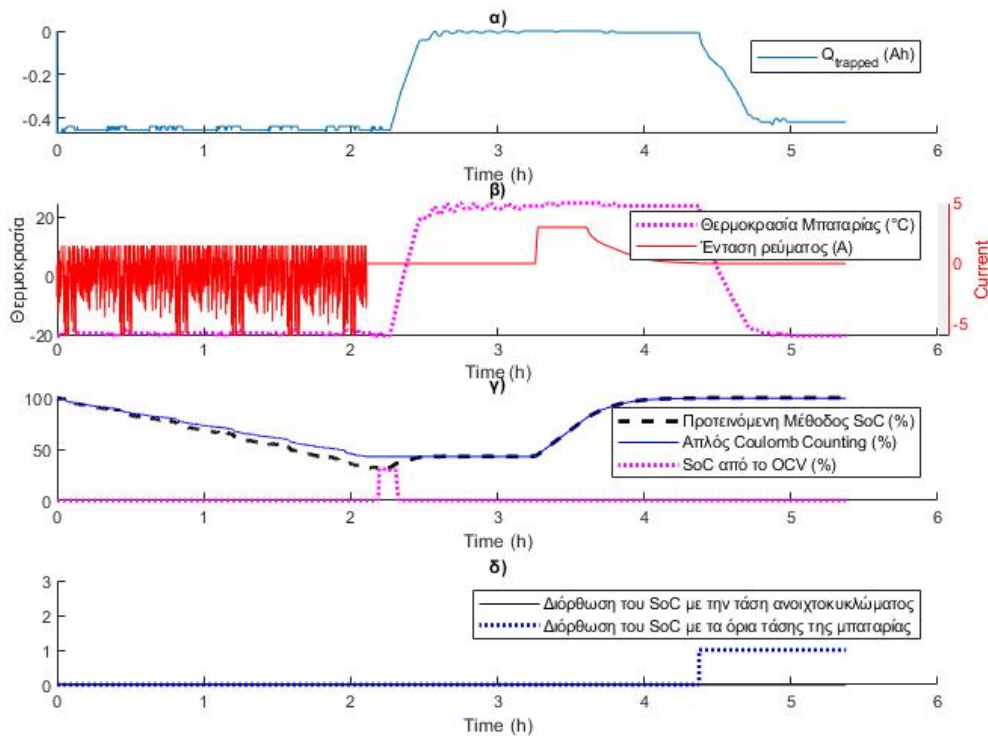 α)
0
-0.2
-0.4
Q_trapped (Ah)
0 1 2 3 4 5 6
Time (h)
β)
Θερμοκρασία
20
0
-20
Θερμοκρασία Μπαταρίας (°C)
Ένταση ρεύματος (A)
5
0
-5
Current
0 1 2 3 4 5 6
Time (h)
γ)
100
50
0
Προτεινόμενη Μέθοδος SoC (%)
Απλός Coulomb Counting (%)
SoC από το OCV (%)
0 1 2 3 4 5 6
Time (h)
δ)
3
2
1
0
Διόρθωση του SoC με την τάση ανοιχτοκυκλώματος
Διόρθωση του SoC με τα όρια τάσης της μπαταρίας
0 1 2 3 4 5 6
Time (h)